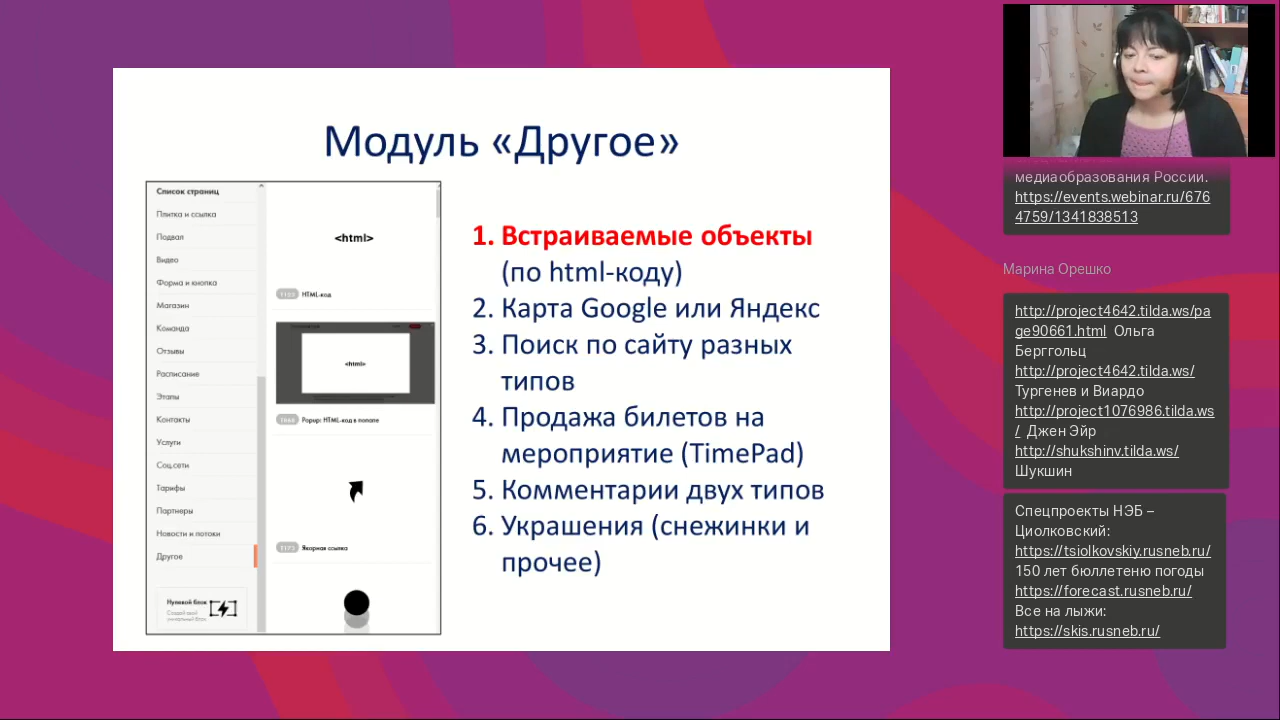 Модуль «Другое»
Список страниц
Плитка и ссылка
Подвал
Видео
Форма и кнопка
Магазин
Команда
Отзывы
Расписание
Этапы
Контакты
Услуги
Соц.сети
Тарифы
Партнеры
Новости и потоки
Другое
Нулевой блок
<html>
HTML-код
<html>
Popup: HTML-код в попапе
Якорная ссылка
1. Встраиваемые объекты
(по html-коду)
2. Карта Google или Яндекс
3. Поиск по сайту разных
типов
4. Продажа билетов на
мероприятие (TimePad)
5. Комментарии двух типов
6. Украшения (снежинки и
прочее)
медиаобразования России.
https://events.webinar.ru/676
4759/1341838513
Марина Орешко
http://project4642.tilda.ws/pa
ge90661.html Ольга
Берггольц
http://project4642.tilda.ws/
Тургенев и Виардо
http://project1076986.tilda.ws
/ Джен Эйр
http://shukshinv.tilda.ws/
Шукшин
Спецпроекты НЭБ –
Циолковский:
https://tsiolkovskiy.rusneb.ru/
150 лет бюллетеню погоды
https://forecast.rusneb.ru/
Все на лыжи:
https://skis.rusneb.ru/